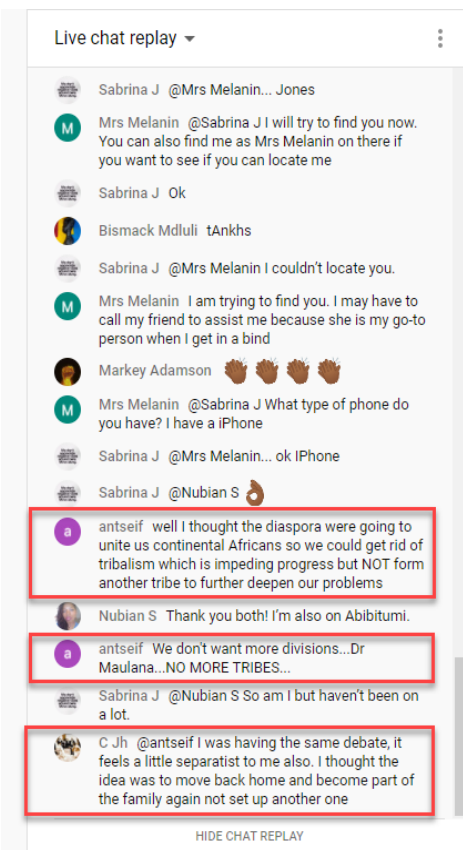 Live chat replay
Sabrina J @Mrs Melanin... Jones
M
Mrs Melanin @Sabrina J I will try to find you now.
You can also find me as Mrs Melanin on there if
you want to see if you can locate me
Sabrina J Ok
Bismack Mdluli tAnkhs
Sabrina J @Mrs Melanin I couldn't locate you.
M
Mrs Melanin I am trying to find you. I may have to
call my friend to assist me because she is my go-to
person when I get in a bind
Markey Adamson 👏🏾 👏🏾 👏🏾 👏🏾
M
Mrs Melanin @Sabrina J What type of phone do
you have? I have a iPhone
Sabrina J @Mrs Melanin... ok IPhone
Sabrina J @Nubian S 👌🏾
a
antseif well I thought the diaspora were going to
unite us continental Africans so we could get rid of
tribalism which is impeding progress but NOT form
another tribe to further deepen our problems
Nubian S Thank you both! I'm also on Abibitumi.
a
antseif We don't want more divisions...Dr
Maulana...NO MORE TRIBES...
Sabrina J @Nubian S So am I but haven't been on
a lot.
C Jh @antseif I was having the same debate, it
feels a little separatist to me also. I thought the
idea was to move back home and become part of
the family again not set up another one
HIDE CHAT REPLAY